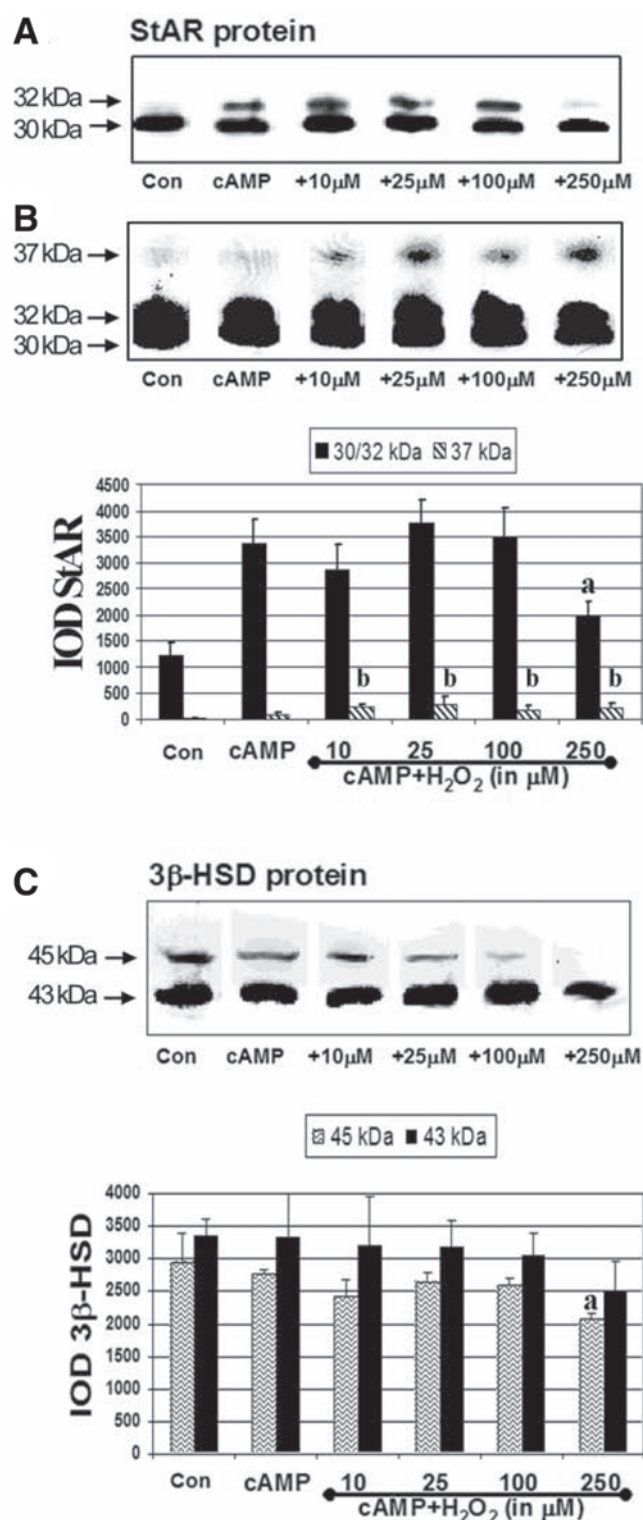 A
StAR protein
32 kDa
30 kDa
Con cAMP +10µM +25µM +100µM +250µM
B
37 kDa
32 kDa
30 kDa
Con cAMP +10µM +25µM +100µM +250µM
30/32 kDa 37 kDa
IOD StAR
4500
4000
3500
3000
2500
2000
1500
1000
500
0
a
b b b b
Con cAMP 10 25 100 250
cAMP+H₂O₂ (in µM)
C
3β-HSD protein
45 kDa
43 kDa
Con cAMP +10µM +25µM +100µM +250µM
45 kDa 43 kDa
IOD 3β-HSD
4000
3500
3000
2500
2000
1500
1000
500
0
a
Con cAMP 10 25 100 250
cAMP+H₂O₂ (in µM)